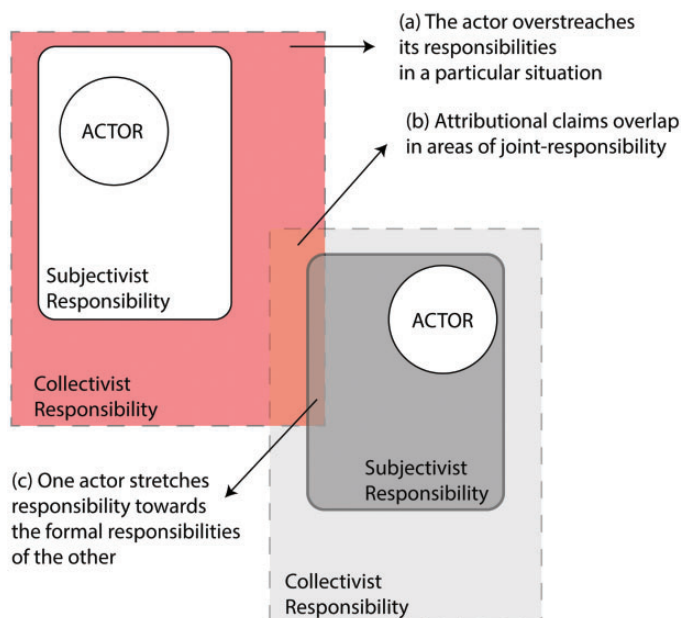 (a) The actor overstreaches
its responsibilities
in a particular situation
ACTOR
(b) Attributional claims overlap
in areas of joint-responsibility
Subjectivist
Responsibility
ACTOR
Collectivist
Responsibility
(c) One actor stretches
responsibility towards
the formal responsibilities
of the other
Subjectivist
Responsibility
Collectivist
Responsibility